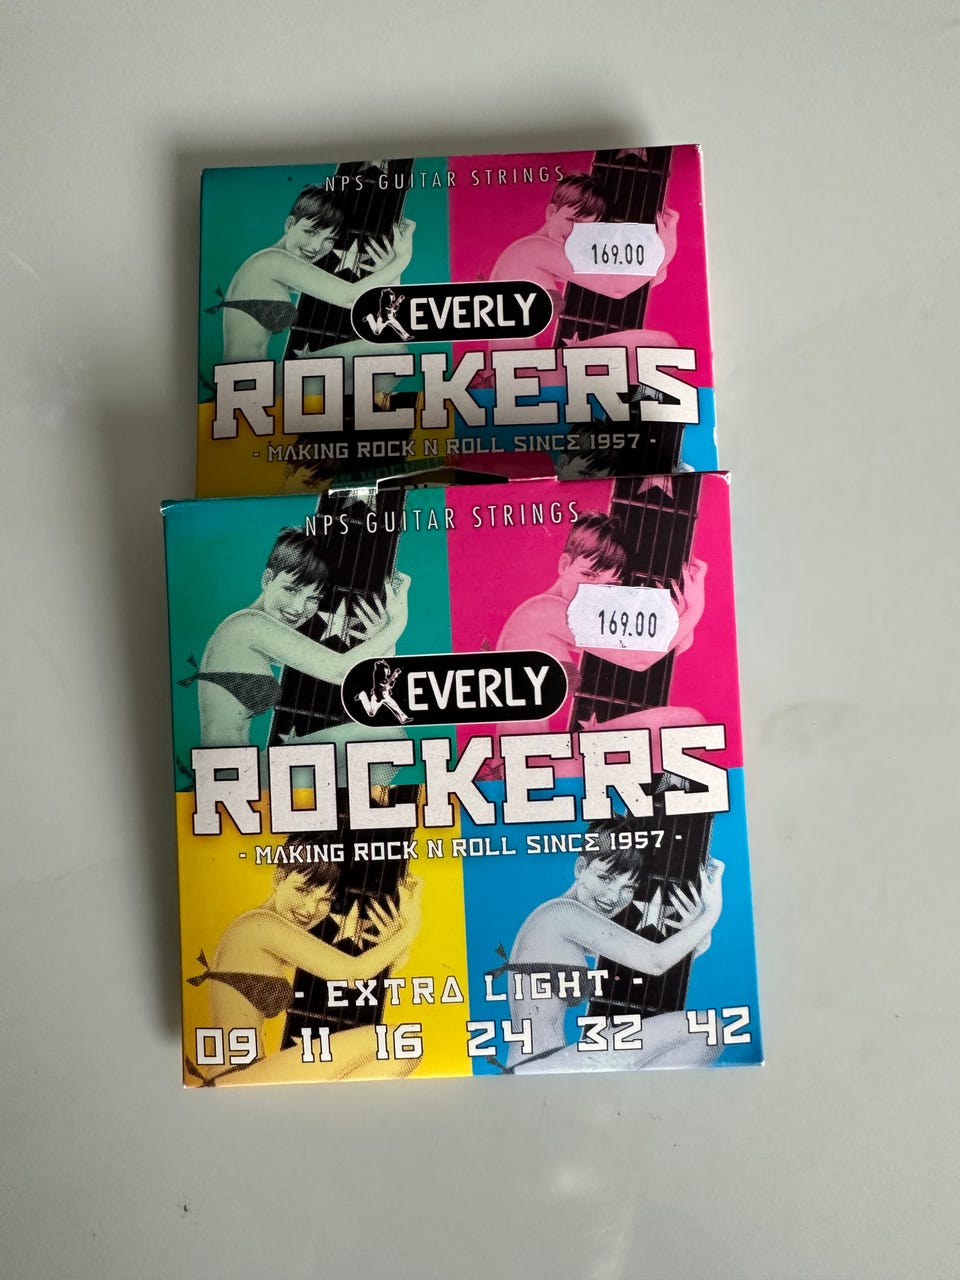 NPS GUITAR STRINGS
169.00
EVERLY
ROCKERS
- MAKING ROCK N ROLL SINCE 1957 -
NPS GUITAR STRINGS
169.00
EVERLY
ROCKERS
- MAKING ROCK N ROLL SINCE 1957 -
- EXTRA LIGHT -
09 11 16 24 32 42